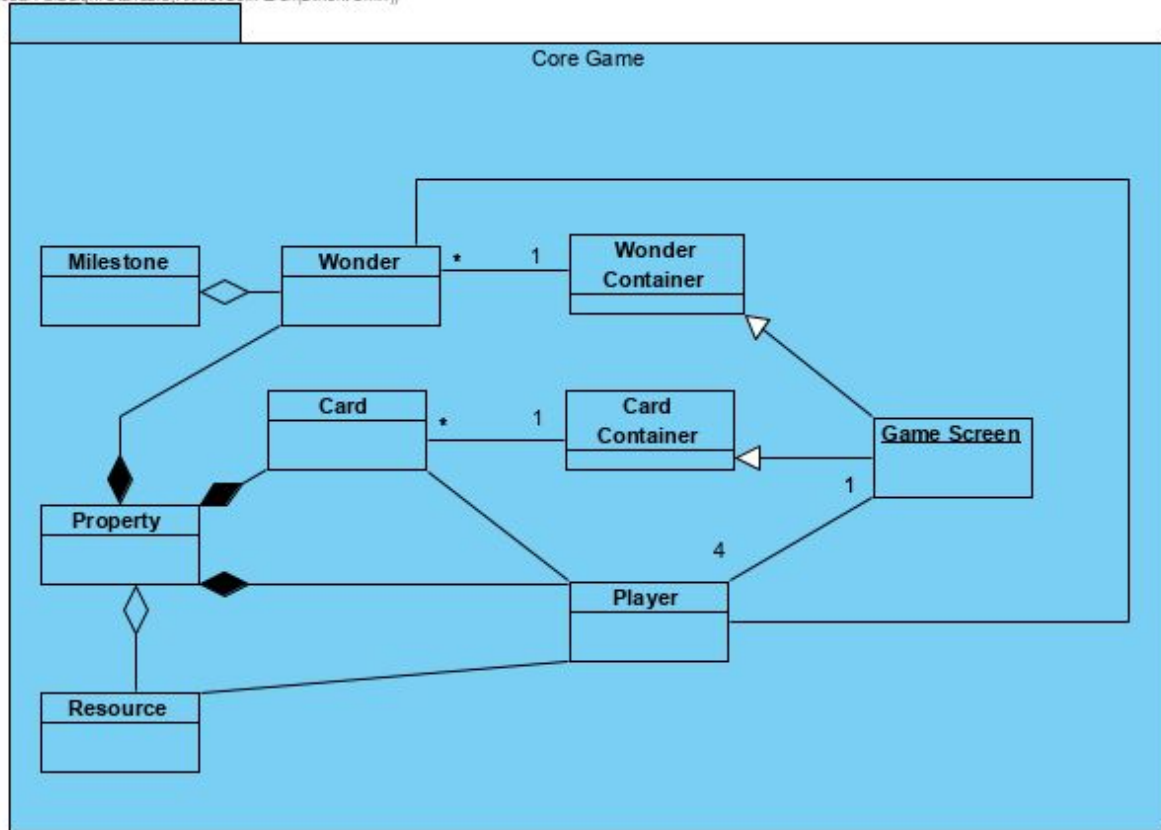 Core Game
Milestone
Wonder
*
1
Wonder
Container
Card
*
1
Card
Container
Game Screen
1
Property
4
Player
Resource